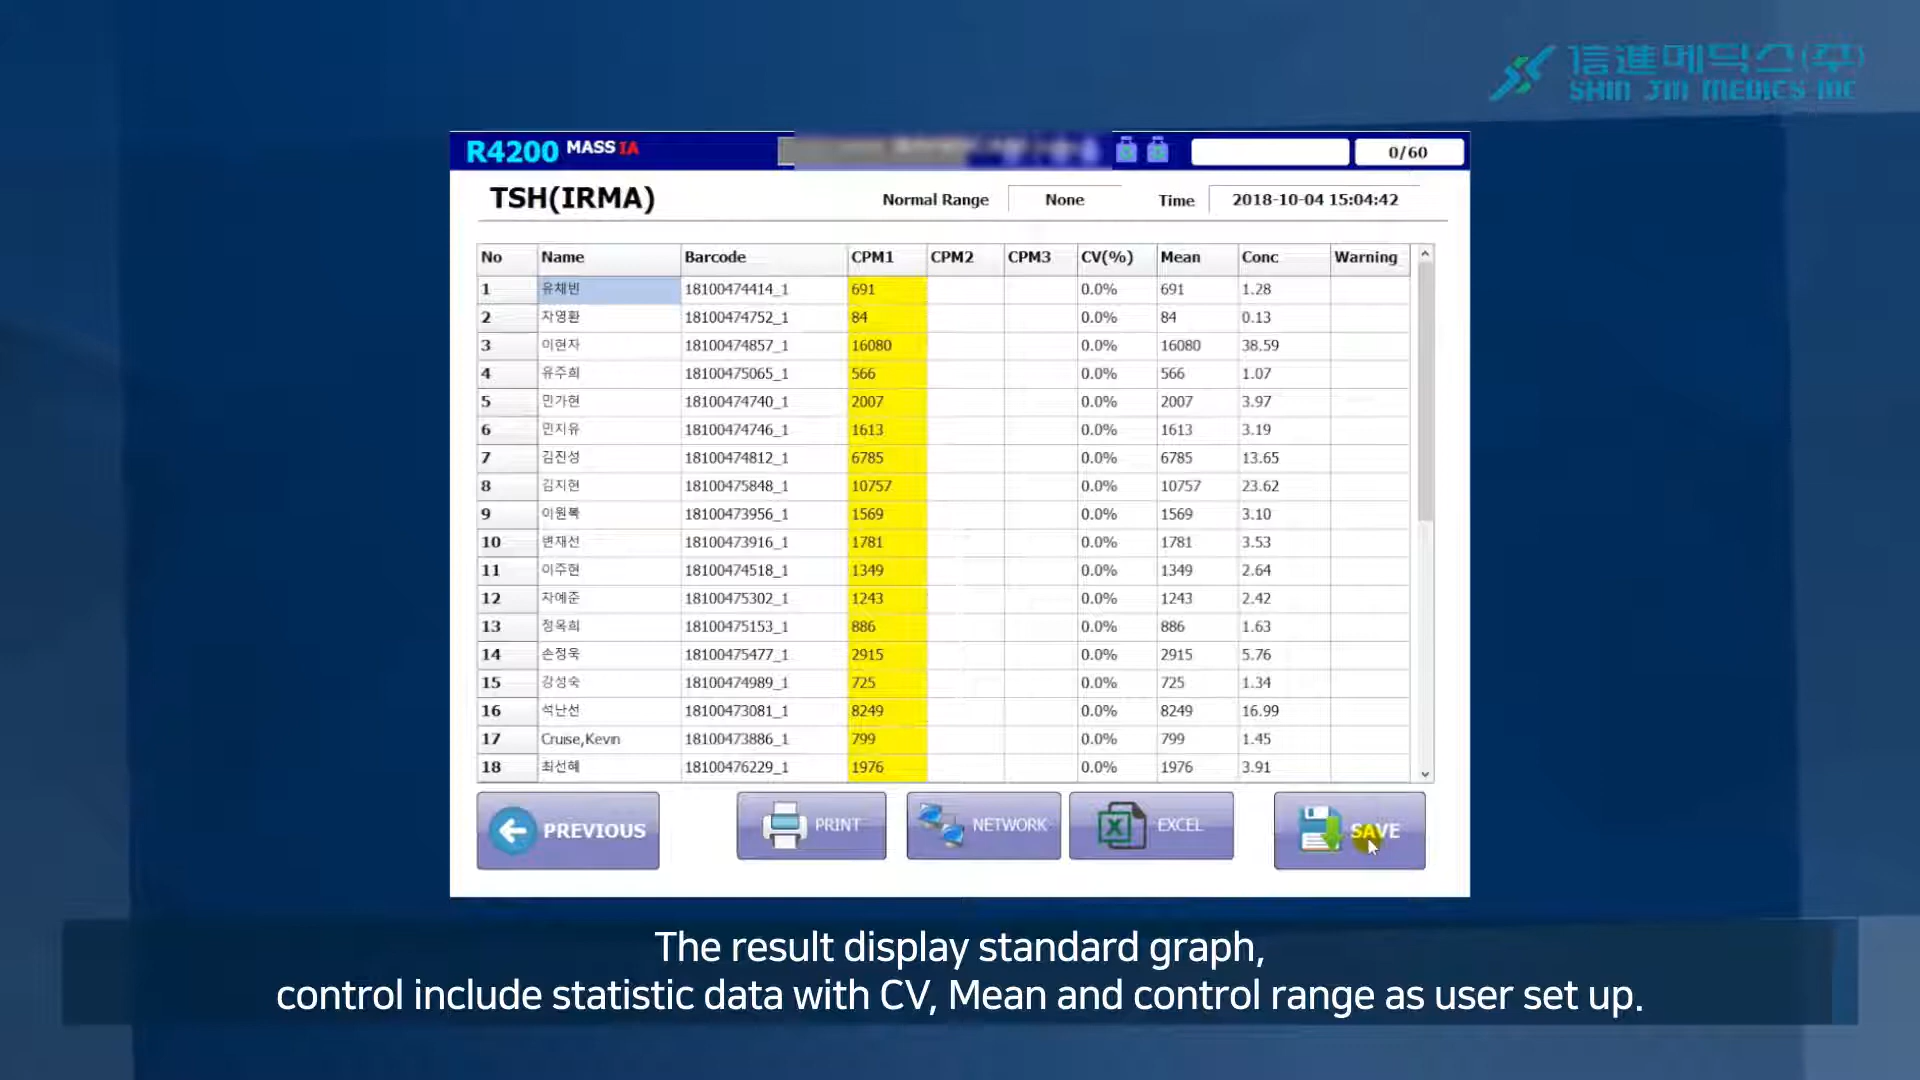 信進메딕스(주)
SHIN JIN MEDICS INC
R4200 MASS IA 0/60
TSH(IRMA) Normal Range None Time 2018-10-04 15:04:42
No Name Barcode CPM1 CPM2 CPM3 CV(%) Mean Conc Warning
1 유채빈 18100474414_1 691 0.0% 691 1.28
2 자영환 18100474752_1 84 0.0% 84 0.13
3 이현자 18100474857_1 16080 0.0% 16080 38.59
4 유주희 18100475065_1 566 0.0% 566 1.07
5 민가현 18100474740_1 2007 0.0% 2007 3.97
6 민지유 18100474746_1 1613 0.0% 1613 3.19
7 김진성 18100474812_1 6785 0.0% 6785 13.65
8 김지현 18100475848_1 10757 0.0% 10757 23.62
9 이원복 18100473956_1 1569 0.0% 1569 3.10
10 변재선 18100473916_1 1781 0.0% 1781 3.53
11 이주현 18100474518_1 1349 0.0% 1349 2.64
12 자예준 18100475302_1 1243 0.0% 1243 2.42
13 정옥희 18100475153_1 886 0.0% 886 1.63
14 손정욱 18100475477_1 2915 0.0% 2915 5.76
15 강성숙 18100474989_1 725 0.0% 725 1.34
16 석난선 18100473081_1 8249 0.0% 8249 16.99
17 Cruise,Kevin 18100473886_1 799 0.0% 799 1.45
18 최선혜 18100476229_1 1976 0.0% 1976 3.91
PREVIOUS PRINT NETWORK EXCEL SAVE
The result display standard graph,
control include statistic data with CV, Mean and control range as user set up.